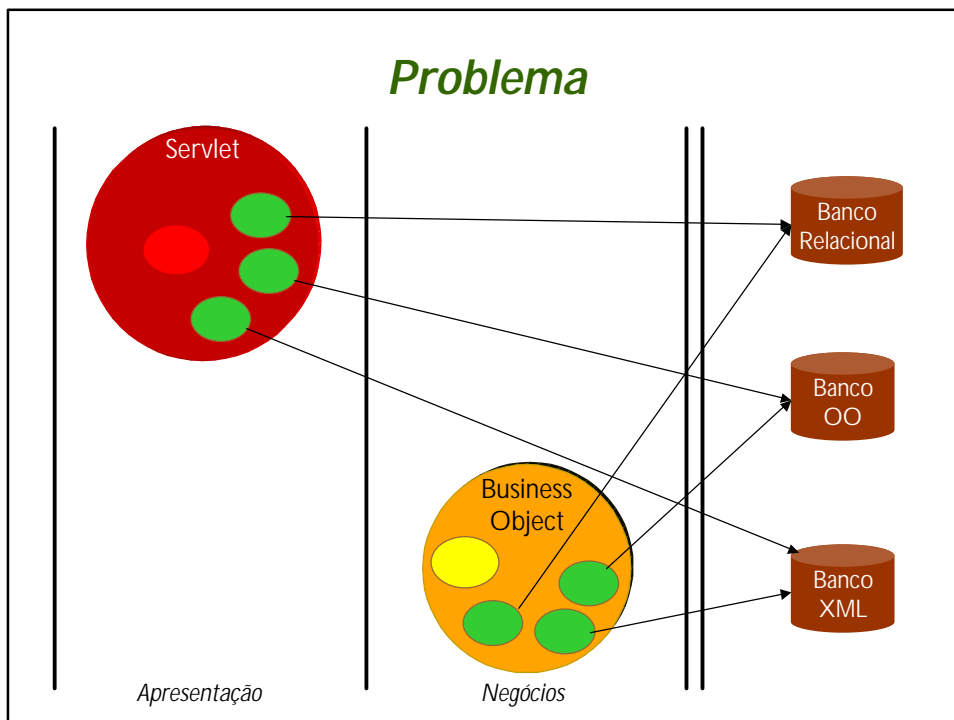 Problema
Servlet
Banco
Relacional
Banco
OO
Business
Object
Banco
XML
Apresentação
Negócios